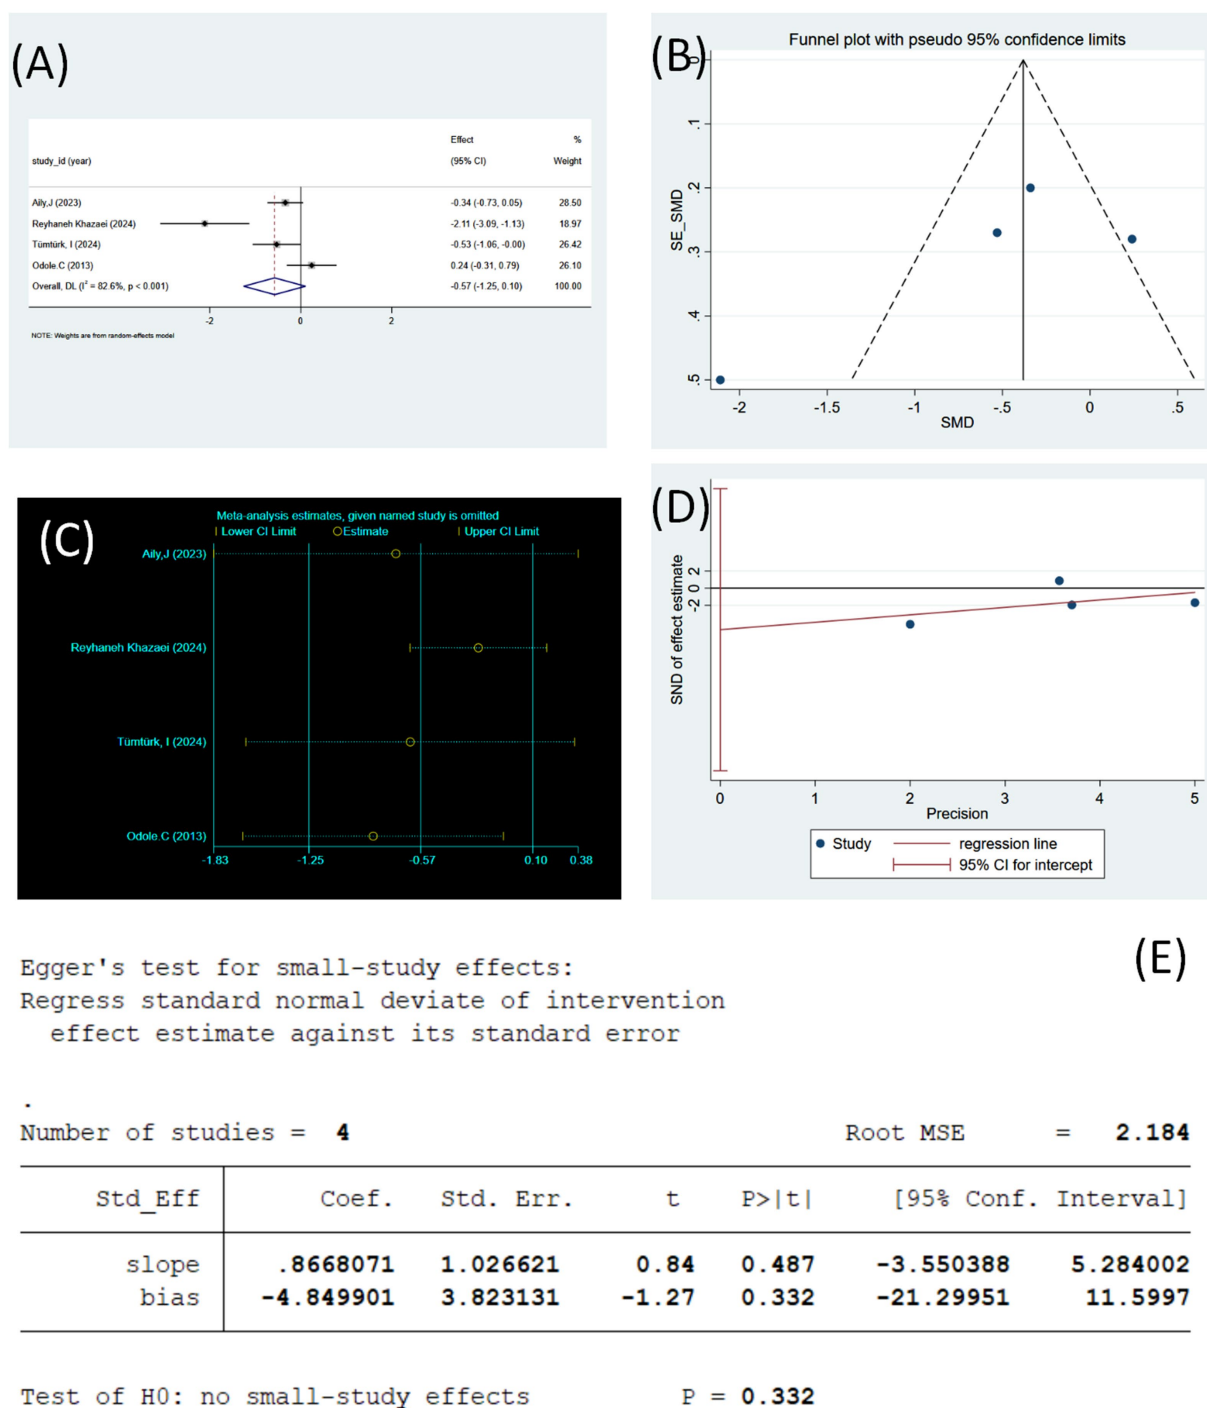 (A)
study_id (year)
Effect
(95% CI)
%
Weight
Aily,J (2023)
-0.34 (-0.73, 0.05)
28.50
Reyhaneh Khazaei (2024)
-2.11 (-3.09, -1.13)
18.97
Tümtürk, I (2024)
-0.53 (-1.06, -0.00)
26.42
Odole.C (2013)
0.24 (-0.31, 0.79)
26.10
Overall, DL (I² = 82.6%, p < 0.001)
-0.57 (-1.25, 0.10)
100.00
-2 0 2
NOTE: Weights are from random-effects model
(B)
Funnel plot with pseudo 95% confidence limits
SE_SMD
0
.1
.2
.3
.4
.5
-2 -1.5 -1 -.5 0 .5
SMD
(C)
Meta-analysis estimates, given named study is omitted
Lower CI Limit Estimate Upper CI Limit
Aily,J (2023)
Reyhaneh Khazaei (2024)
Tümtürk, I (2024)
Odole.C (2013)
-1.83 -1.25 -0.57 0.10 0.38
(D)
SND of effect estimate
2
0
-2
0 1 2 3 4 5
Precision
Study regression line
95% CI for intercept
(E)
Egger's test for small-study effects:
Regress standard normal deviate of intervention
effect estimate against its standard error
.
Number of studies = 4 Root MSE = 2.184
Std_Eff Coef. Std. Err. t P>|t| [95% Conf. Interval]
slope .8668071 1.026621 0.84 0.487 -3.550388 5.284002
bias -4.849901 3.823131 -1.27 0.332 -21.29951 11.5997
Test of H0: no small-study effects P = 0.332